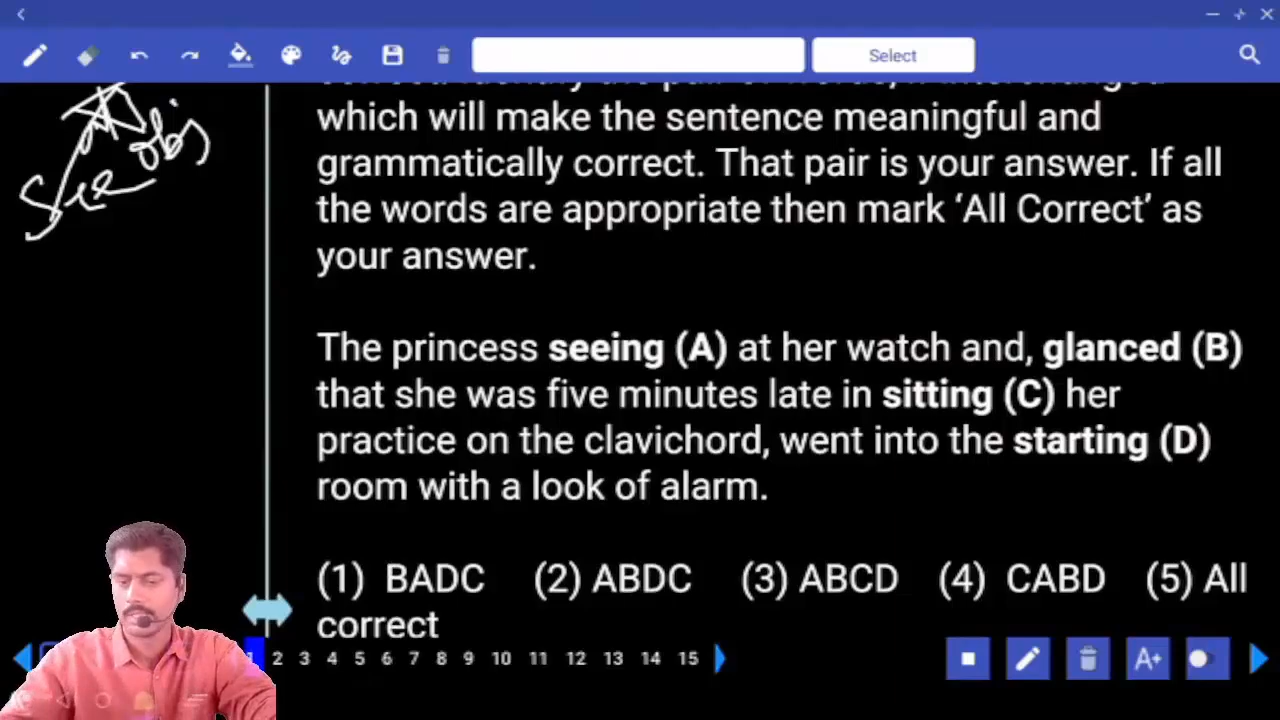 Select
which will make the sentence meaningful and
grammatically correct. That pair is your answer. If all
the words are appropriate then mark ‘All Correct’ as
your answer.
The princess seeing (A) at her watch and, glanced (B)
that she was five minutes late in sitting (C) her
practice on the clavichord, went into the starting (D)
room with a look of alarm.
(1) BADC (2) ABDC (3) ABCD (4) CABD (5) All
correct
1 2 3 4 5 6 7 8 9 10 11 12 13 14 15
A+
obs
See